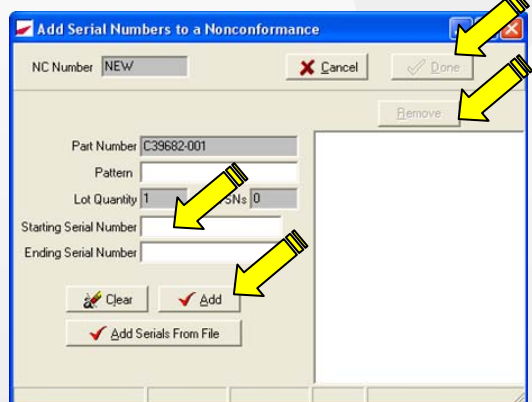 Add Serial Numbers to a Nonconformance
NC Number NEW Cancel Done
Remove
Part Number C39682-001
Pattern
Lot Quantity 1 SNs 0
Starting Serial Number
Ending Serial Number
Clear Add
Add Serials From File